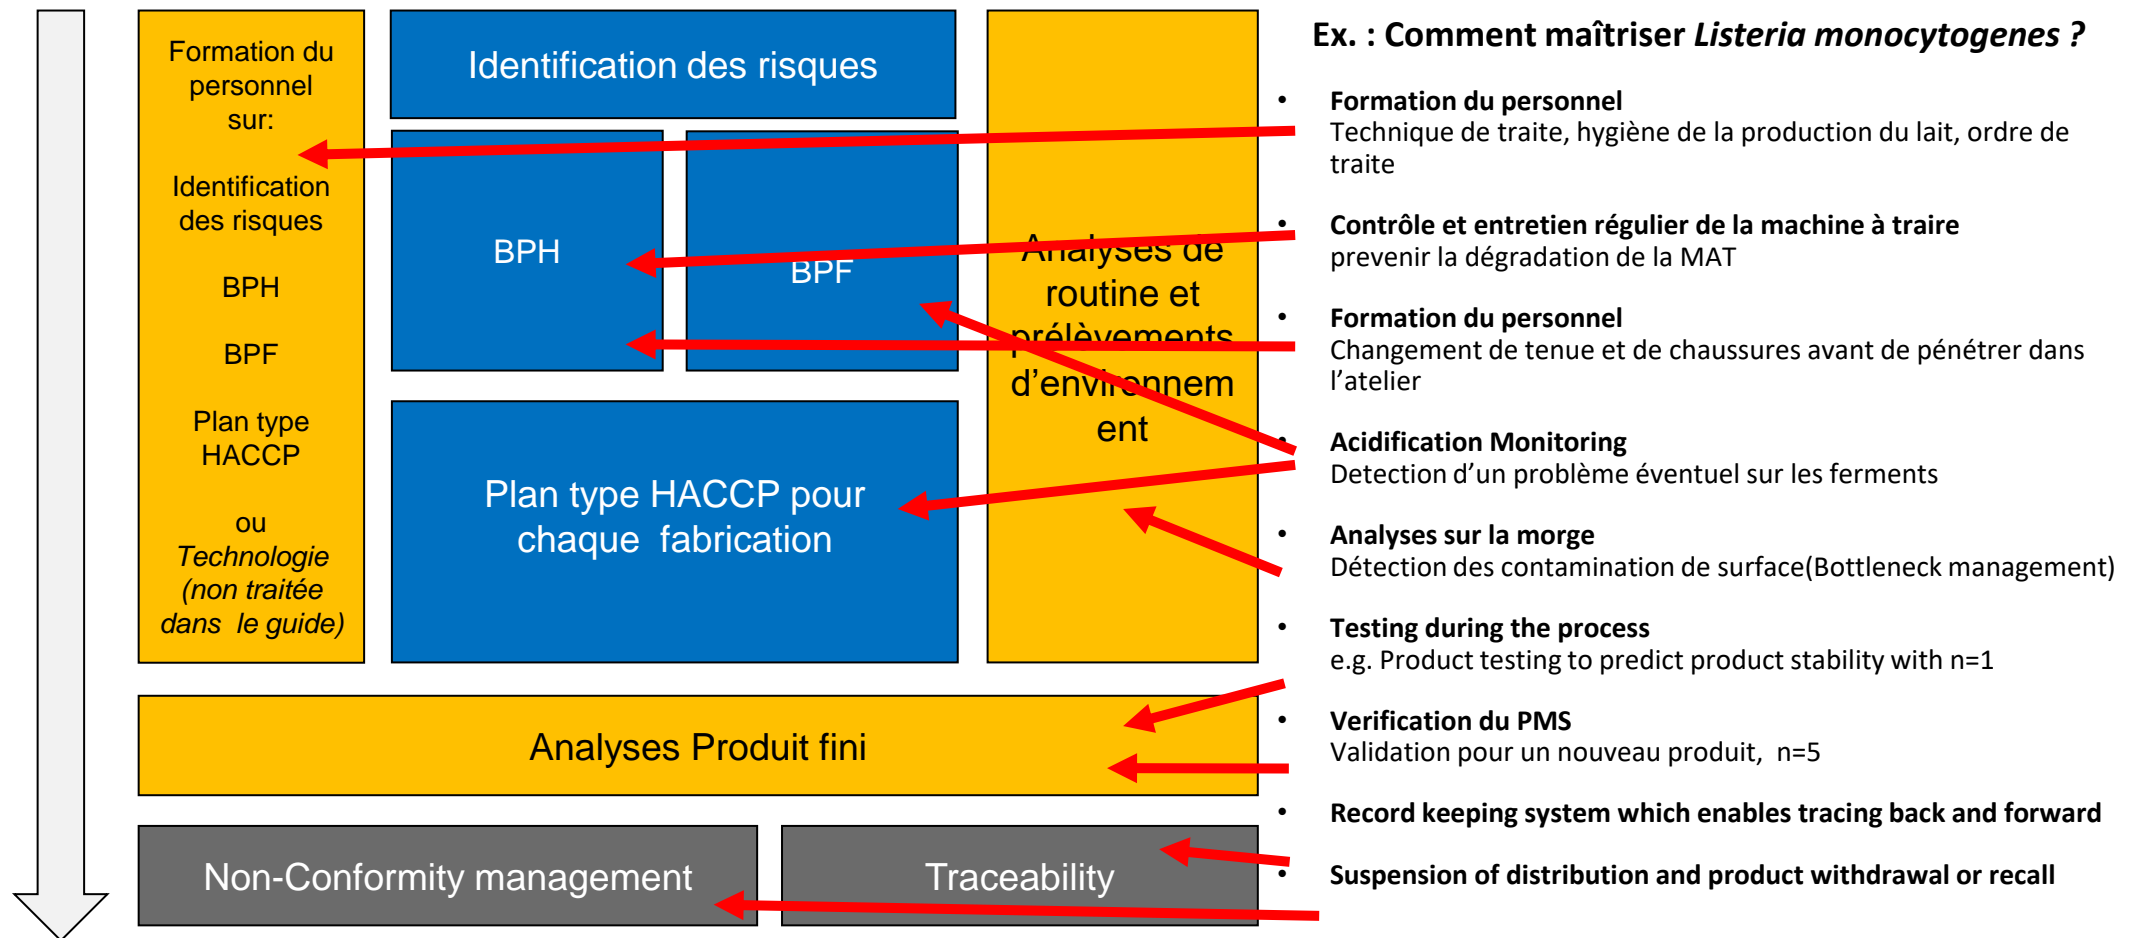 Formation du
personnel
sur:
Identification
des risques
BPH
BPF
Plan type
HACCP
ou
Technologie
(non traitée
dans le guide)
Identification des risques
BPH
BPF
Plan type HACCP pour
chaque fabrication
Analyses de
routine et
prélèvements
d’environnem
ent
Analyses Produit fini
Non-Conformity management
Traceability
Ex. : Comment maîtriser Listeria monocytogenes ?
• Formation du personnel
Technique de traite, hygiène de la production du lait, ordre de
traite
• Contrôle et entretien régulier de la machine à traire
prevenir la dégradation de la MAT
• Formation du personnel
Changement de tenue et de chaussures avant de pénétrer dans
l’atelier
• Acidification Monitoring
Detection d’un problème éventuel sur les ferments
• Analyses sur la morge
Détection des contamination de surface(Bottleneck management)
• Testing during the process
e.g. Product testing to predict product stability with n=1
• Verification du PMS
Validation pour un nouveau produit, n=5
• Record keeping system which enables tracing back and forward
• Suspension of distribution and product withdrawal or recall